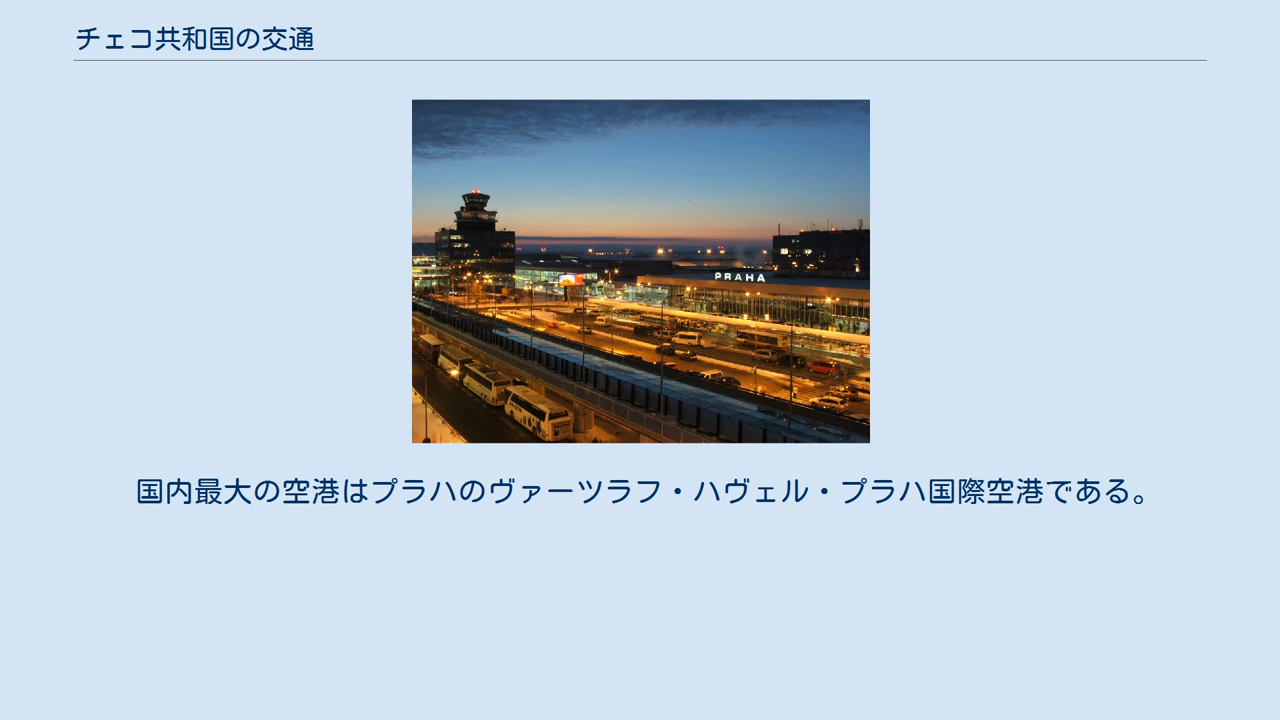 チェコ共和国の交通
PRAHA
国内最大の空港はプラハのヴァーツラフ・ハヴェル・プラハ国際空港である。